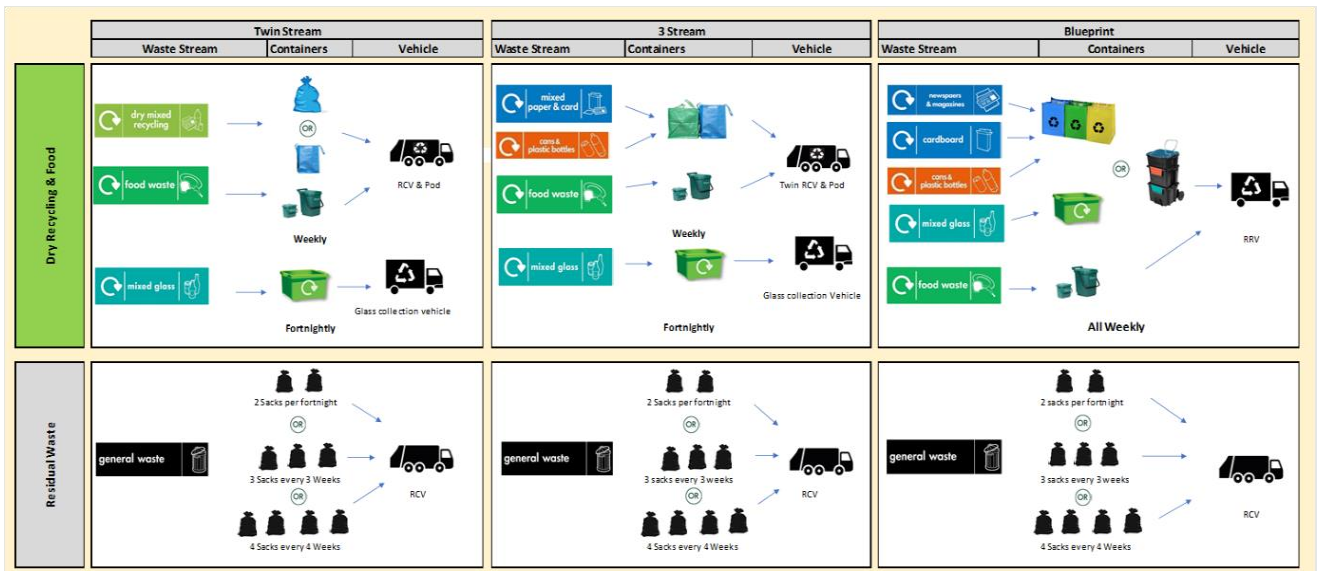 Twin Stream
Waste Stream
Containers
Vehicle
3 Stream
Waste Stream
Containers
Vehicle
Blueprint
Waste Stream
Containers
Vehicle
Dry Recycling & Food
dry mixed
recycling
OR
RCV & Pod
food waste
Weekly
mixed glass
Glass collection vehicle
Fortnightly
mixed
paper & card
cans &
plastic bottles
Twin RCV & Pod
food waste
Weekly
mixed glass
Glass collection Vehicle
Fortnightly
newspaers
& magazines
cardboard
cans &
plastic bottles
OR
mixed glass
RRV
food waste
All Weekly
Residual Waste
2 Sacks per fortnight
OR
general waste
3 Sacks every 3 Weeks
RCV
OR
4 Sacks every 4 Weeks
2 Sacks per fortnight
OR
general waste
3 sacks every 3 weeks
RCV
OR
4 Sacks every 4 Weeks
2 sacks per fortnight
OR
general waste
3 sacks every 3 weeks
RCV
OR
4 Sacks every 4 Weeks